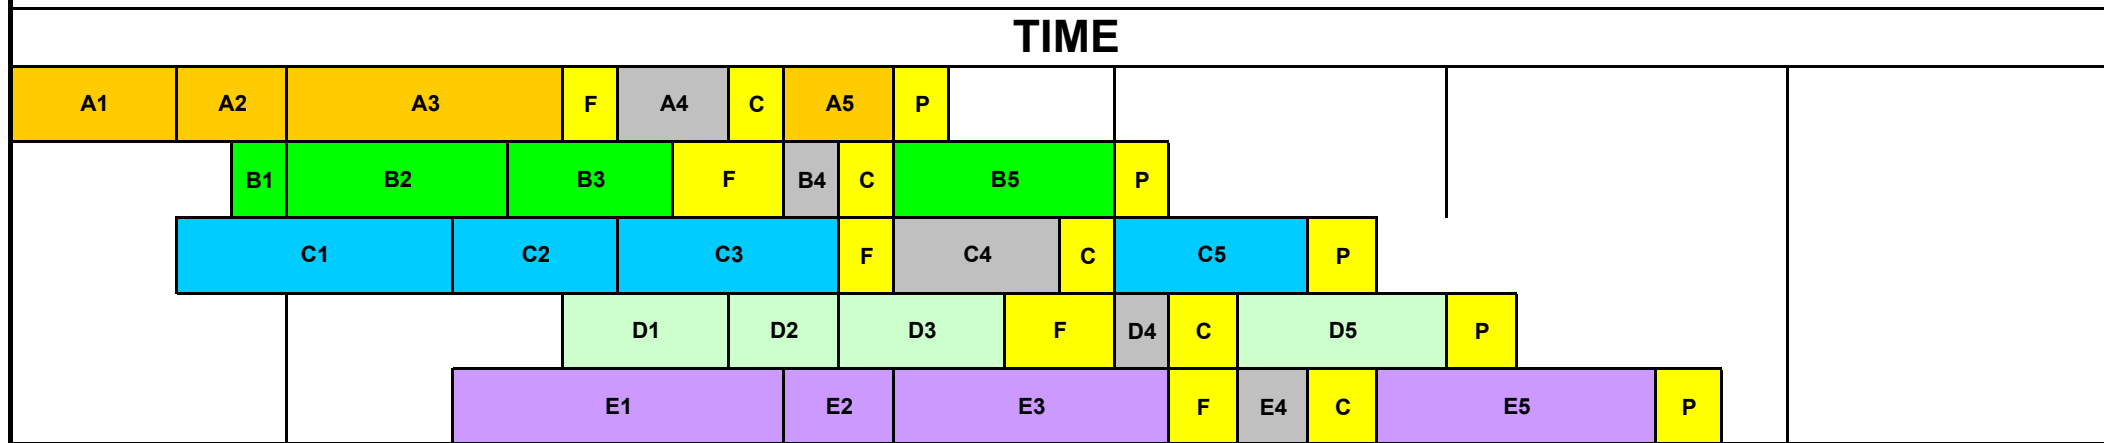 TIME
A1 A2 A3 F A4 C A5 P
B1 B2 B3 F B4 C B5 P
C1 C2 C3 F C4 C C5 P
D1 D2 D3 F D4 C D5 P
E1 E2 E3 F E4 C E5 P